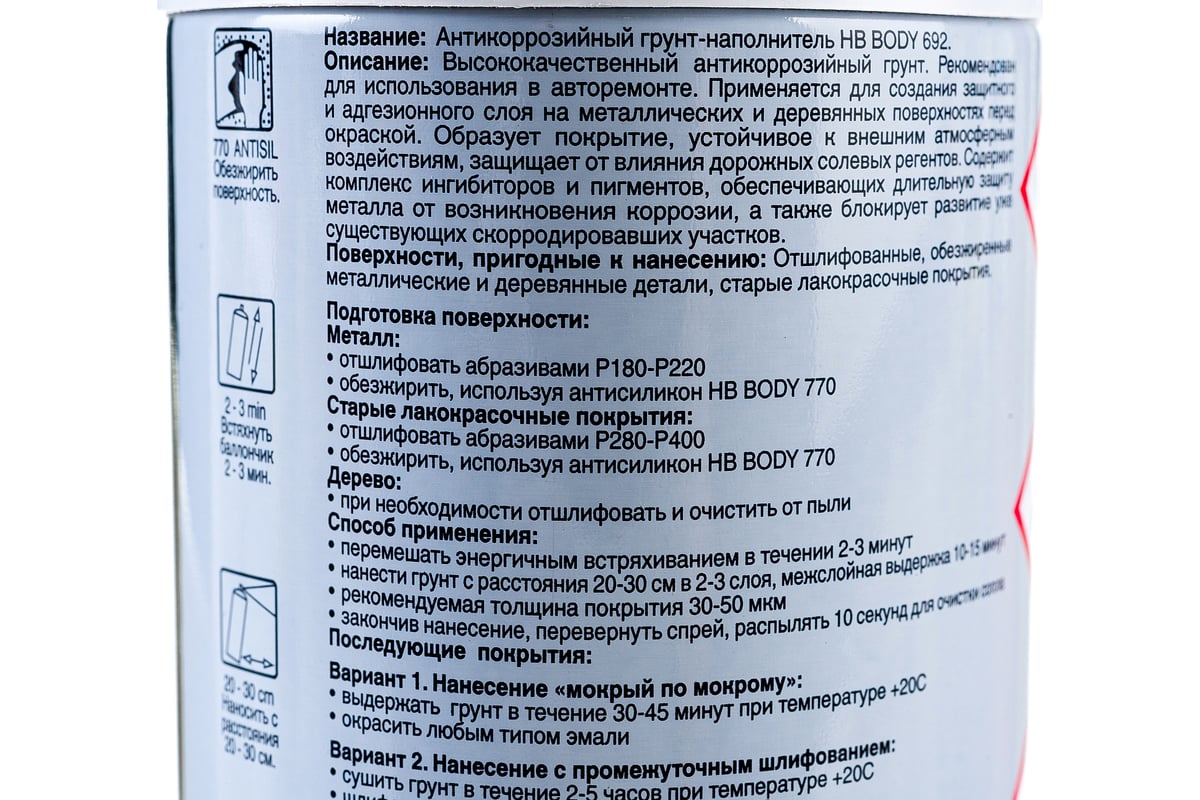 770 ANTISIL
Обезжирить
поверхность.
2 - 3 min
Встяхнуть
баллончик
2 - 3 мин.
20 - 30 cm
Наносить с
расстояния
20 - 30 см.
Название: Антикоррозийный грунт-наполнитель HB BODY 692.
Описание: Высококачественный антикоррозийный грунт. Рекомендован
для использования в авторемонте. Применяется для создания защитного
и адгезионного слоя на металлических и деревянных поверхностях перед
окраской. Образует покрытие, устойчивое к внешним атмосферным
воздействиям, защищает от влияния дорожных солевых регентов. Содержит
комплекс ингибиторов и пигментов, обеспечивающих длительную защиту
металла от возникновения коррозии, а также блокирует развитие уже
существующих скорродировавших участков.
Поверхности, пригодные к нанесению: Отшлифованные, обезжиренные
металлические и деревянные детали, старые лакокрасочные покрытия.
Подготовка поверхности:
Металл:
• отшлифовать абразивами P180-P220
• обезжирить, используя антисиликон HB BODY 770
Старые лакокрасочные покрытия:
• отшлифовать абразивами P280-P400
• обезжирить, используя антисиликон HB BODY 770
Дерево:
• при необходимости отшлифовать и очистить от пыли
Способ применения:
• перемешать энергичным встряхиванием в течении 2-3 минут
• нанести грунт с расстояния 20-30 см в 2-3 слоя, межслойная выдержка 10-15 минут
• рекомендуемая толщина покрытия 30-50 мкм
• закончив нанесение, перевернуть спрей, распылять 10 секунд для очистки сопла
Последующие покрытия:
Вариант 1. Нанесение «мокрый по мокрому»:
• выдержать грунт в течение 30-45 минут при температуре +20С
• окрасить любым типом эмали
Вариант 2. Нанесение с промежуточным шлифованием:
• сушить грунт в течение 2-5 часов при температуре +20С